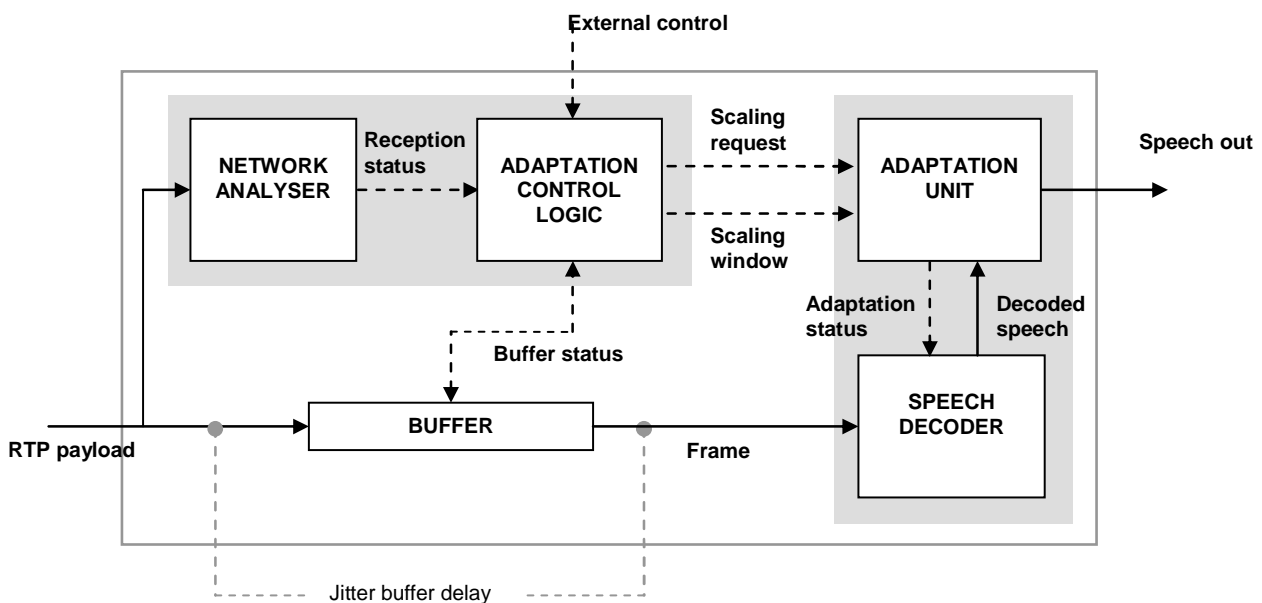 External control
Reception
status
NETWORK
ANALYSER
ADAPTATION
CONTROL
LOGIC
Scaling
request
Scaling
window
ADAPTATION
UNIT
Speech out
Adaptation
status
Decoded
speech
Buffer status
BUFFER
SPEECH
DECODER
RTP payload
Frame
Jitter buffer delay